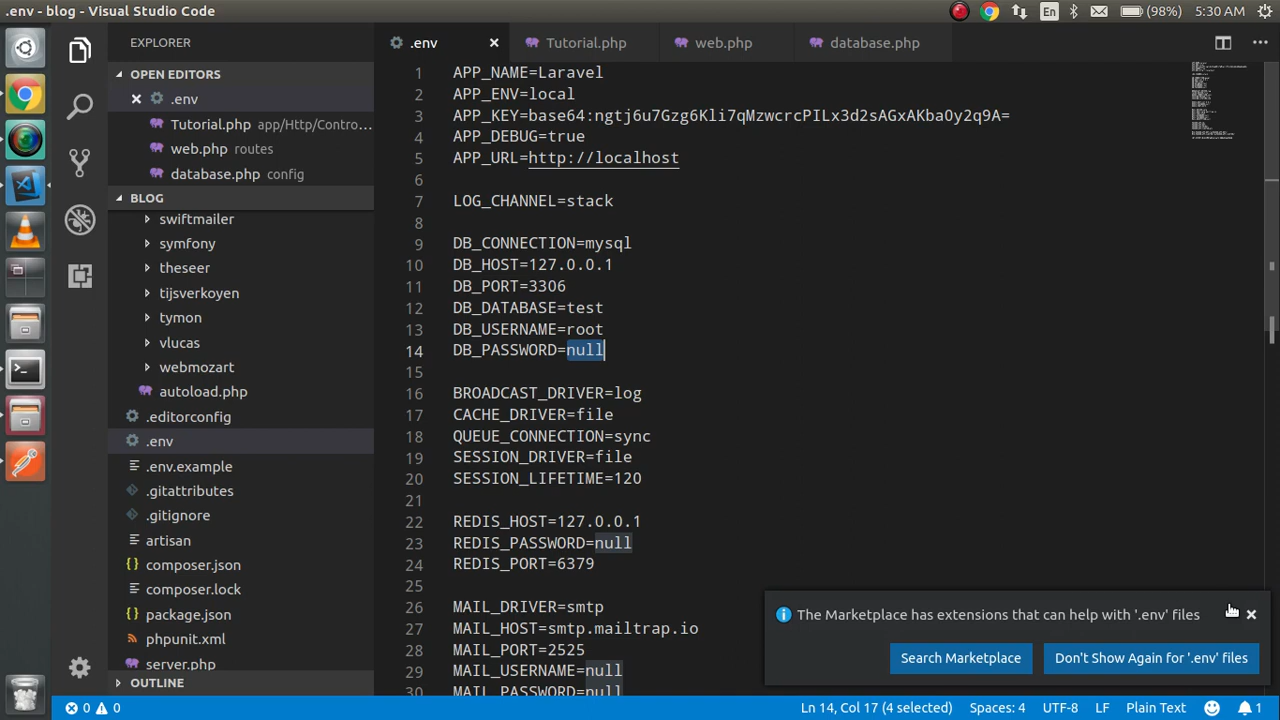 .env - blog - Visual Studio Code
En
(98%)
5:30 AM
EXPLORER
OPEN EDITORS
.env
Tutorial.php app/Http/Contro...
web.php routes
database.php config
BLOG
swiftmailer
symfony
theseer
tijsverkoyen
tymon
vlucas
webmozart
autoload.php
.editorconfig
.env
.env.example
.gitattributes
.gitignore
artisan
composer.json
composer.lock
package.json
phpunit.xml
server.php
OUTLINE
.env
Tutorial.php
web.php
database.php
1 APP_NAME=Laravel
2 APP_ENV=local
3 APP_KEY=base64:ngtj6u7Gzg6Kli7qMzwcrcPILx3d2sAGxAKba0y2q9A=
4 APP_DEBUG=true
5 APP_URL=http://localhost
6
7 LOG_CHANNEL=stack
8
9 DB_CONNECTION=mysql
10 DB_HOST=127.0.0.1
11 DB_PORT=3306
12 DB_DATABASE=test
13 DB_USERNAME=root
14 DB_PASSWORD=null
15
16 BROADCAST_DRIVER=log
17 CACHE_DRIVER=file
18 QUEUE_CONNECTION=sync
19 SESSION_DRIVER=file
20 SESSION_LIFETIME=120
21
22 REDIS_HOST=127.0.0.1
23 REDIS_PASSWORD=null
24 REDIS_PORT=6379
25
26 MAIL_DRIVER=smtp
27 MAIL_HOST=smtp.mailtrap.io
28 MAIL_PORT=2525
29 MAIL_USERNAME=null
30 MAIL_PASSWORD=null
The Marketplace has extensions that can help with '.env' files
Search Marketplace
Don't Show Again for '.env' files
0 0
Ln 14, Col 17 (4 selected)
Spaces: 4
UTF-8
LF
Plain Text
1